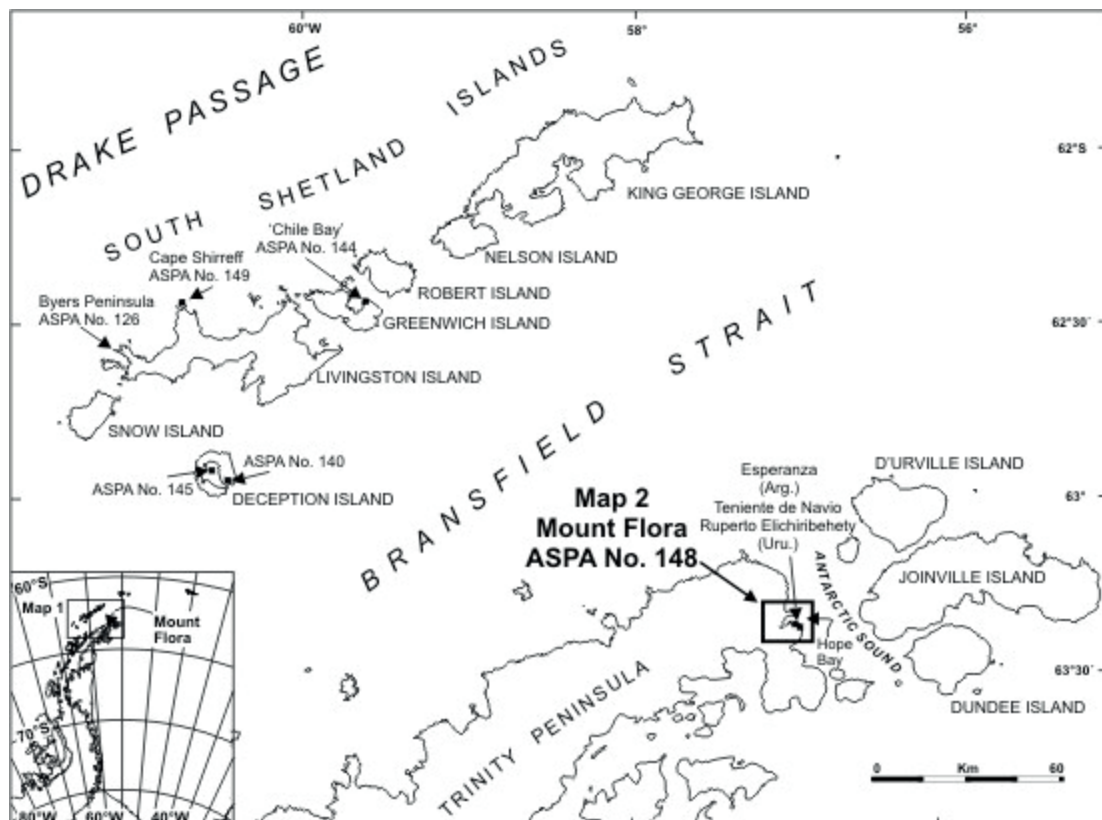 60°W
58°
56°
DRAKE PASSAGE
SOUTH SHETLAND ISLANDS
62°S
KING GEORGE ISLAND
'Chile Bay'
ASPA No. 144
NELSON ISLAND
Cape Shirreff
ASPA No. 149
ROBERT ISLAND
Byers Peninsula
ASPA No. 126
GREENWICH ISLAND
62°30´
LIVINGSTON ISLAND
SNOW ISLAND
BRANSFIELD STRAIT
ASPA No. 140
ASPA No. 145
DECEPTION ISLAND
D'URVILLE ISLAND
Esperanza
(Arg.)
Teniente de Navio
Ruperto Elichiribehety
(Uru.)
63°
Map 2
Mount Flora
ASPA No. 148
JOINVILLE ISLAND
ANTARCTIC SOUND
Hope
Bay
63°30´
DUNDEE ISLAND
TRINITY PENINSULA
0 Km 60
60°S
Map 1
Mount
Flora
70°S
80°W 60°W 40°W